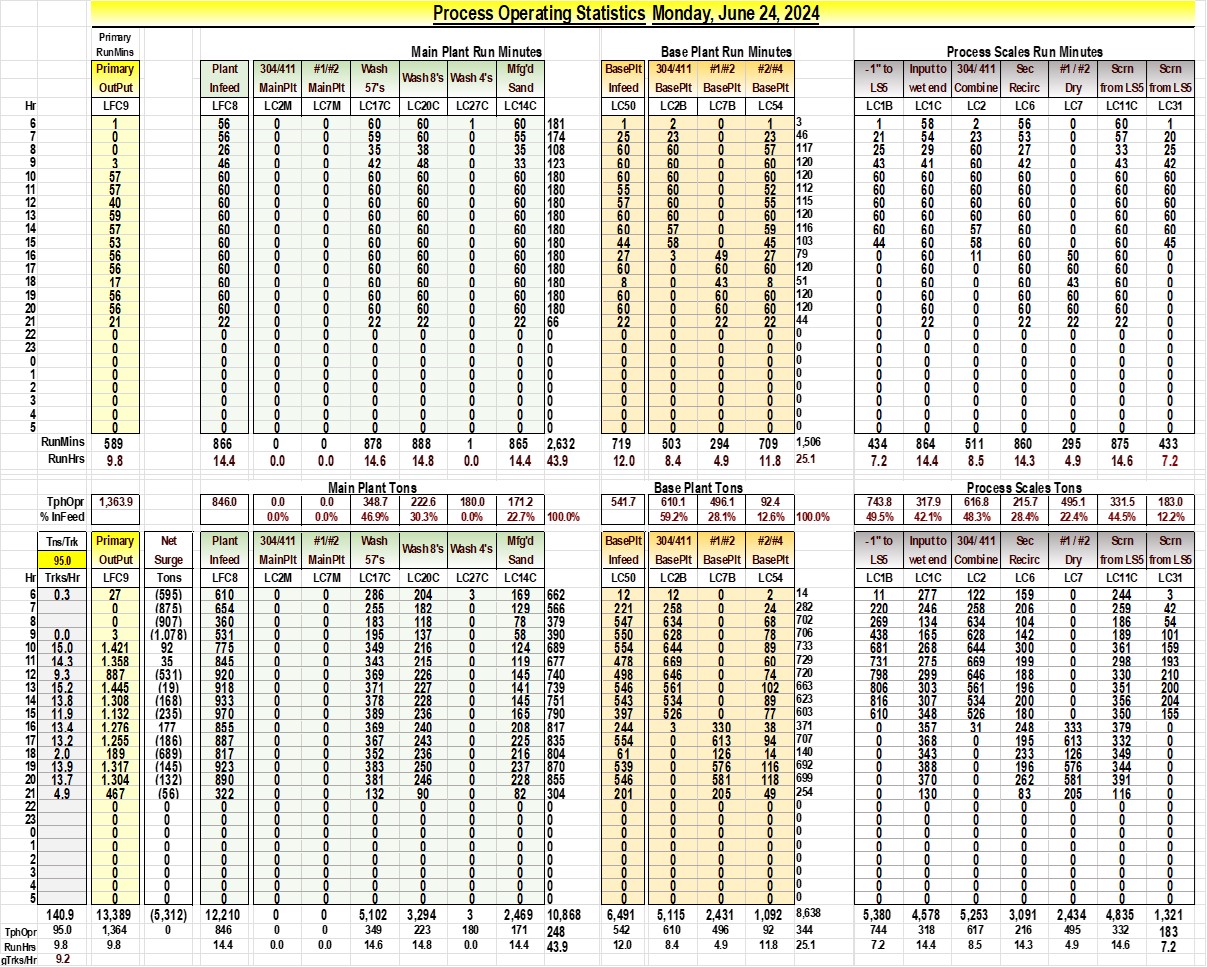 Process Operating Statistics Monday, June 24, 2024
Primary
RunMins Main Plant Run Minutes Base Plant Run Minutes Process Scales Run Minutes
Primary Plant 304/411 #1/#2 Wash Wash 8's Wash 4's Mfg'd BasePlt 304/411 #1/#2 #2/#4 -1" to Input to 304/ 411 Sec #1 / #2 Scrn Scrn
OutPut Infeed MainPlt MainPlt 57's Sand Infeed BasePlt BasePlt BasePlt LS5 wet end Combine Recirc Dry from LS5 from LS5
Hr LFC9 LFC8 LC2M LC7M LC17C LC20C LC27C LC14C LC50 LC2B LC7B LC54 LC1B LC1C LC2 LC6 LC7 LC11C LC31
6 1 56 0 0 60 60 1 60 181 1 2 0 1 3 1 58 2 56 0 60 1
7 0 56 0 0 59 60 0 55 174 25 23 0 23 46 21 54 23 53 0 57 20
8 0 26 0 0 35 38 0 35 108 60 60 0 57 117 25 29 60 27 0 33 25
9 3 46 0 0 42 48 0 33 123 60 60 0 60 120 43 41 60 42 0 43 42
10 57 60 0 0 60 60 0 60 180 60 60 0 60 120 60 60 60 60 0 60 60
11 57 60 0 0 60 60 0 60 180 55 60 0 52 112 60 60 60 60 0 60 60
12 40 60 0 0 60 60 0 60 180 57 60 0 55 115 60 60 60 60 0 60 60
13 59 60 0 0 60 60 0 60 180 60 60 0 60 120 60 60 60 60 0 60 60
14 57 60 0 0 60 60 0 60 180 60 57 0 59 116 60 60 57 60 0 60 60
15 53 60 0 0 60 60 0 60 180 44 58 0 45 103 44 60 58 60 0 60 45
16 56 60 0 0 60 60 0 60 180 27 3 49 27 79 0 60 11 60 50 60 0
17 56 60 0 0 60 60 0 60 180 60 0 60 60 120 0 60 0 60 60 60 0
18 17 60 0 0 60 60 0 60 180 8 0 43 8 51 0 60 0 60 43 60 0
19 56 60 0 0 60 60 0 60 180 60 0 60 60 120 0 60 0 60 60 60 0
20 56 60 0 0 60 60 0 60 180 60 0 60 60 120 0 60 0 60 60 60 0
21 21 22 0 0 22 22 0 22 66 22 0 22 22 44 0 22 0 22 22 22 0
22 0 0 0 0 0 0 0 0 0 0 0 0 0 0 0 0 0 0 0 0 0
23 0 0 0 0 0 0 0 0 0 0 0 0 0 0 0 0 0 0 0 0 0
0 0 0 0 0 0 0 0 0 0 0 0 0 0 0 0 0 0 0 0 0 0
1 0 0 0 0 0 0 0 0 0 0 0 0 0 0 0 0 0 0 0 0 0
2 0 0 0 0 0 0 0 0 0 0 0 0 0 0 0 0 0 0 0 0 0
3 0 0 0 0 0 0 0 0 0 0 0 0 0 0 0 0 0 0 0 0 0
4 0 0 0 0 0 0 0 0 0 0 0 0 0 0 0 0 0 0 0 0 0
5 0 0 0 0 0 0 0 0 0 0 0 0 0 0 0 0 0 0 0 0 0
RunMins 589 866 0 0 878 888 1 865 2,632 719 503 294 709 1,506 434 864 511 860 295 875 433
RunHrs 9.8 14.4 0.0 0.0 14.6 14.8 0.0 14.4 43.9 12.0 8.4 4.9 11.8 25.1 7.2 14.4 8.5 14.3 4.9 14.6 7.2
Main Plant Tons Base Plant Tons Process Scales Tons
TphOpr 1,363.9 846.0 0.0 0.0 348.7 222.6 180.0 171.2 541.7 610.1 496.1 92.4 743.8 317.9 616.8 215.7 495.1 331.5 183.0
% InFeed 0.0% 0.0% 46.9% 30.3% 0.0% 22.7% 100.0% 59.2% 28.1% 12.6% 100.0% 49.5% 42.1% 48.3% 28.4% 22.4% 44.5% 12.2%
Tns/Trk Primary Net Plant 304/411 #1/#2 Wash Wash 8's Wash 4's Mfg'd BasePlt 304/411 #1/#2 #2/#4 -1" to Input to 304/ 411 Sec #1 / #2 Scrn Scrn
95.0 OutPut Surge Infeed MainPlt MainPlt 57's Sand Infeed BasePlt BasePlt BasePlt LS5 wet end Combine Recirc Dry from LS5 from LS5
Hr Trks/Hr LFC9 Tons LFC8 LC2M LC7M LC17C LC20C LC27C LC14C LC50 LC2B LC7B LC54 LC1B LC1C LC2 LC6 LC7 LC11C LC31
6 0.3 27 (595) 610 0 0 286 204 3 169 662 12 12 0 2 14 11 277 122 159 0 244 3
7 0 (875) 654 0 0 255 182 0 129 566 221 258 0 24 282 220 246 258 206 0 259 42
8 0 (907) 360 0 0 183 118 0 78 379 547 634 0 68 702 269 134 634 104 0 186 54
9 0.0 3 (1,078) 531 0 0 195 137 0 58 390 550 628 0 78 706 438 165 628 142 0 189 101
10 15.0 1,421 92 775 0 0 349 216 0 124 689 554 644 0 89 733 681 268 644 300 0 361 159
11 14.3 1,358 35 845 0 0 343 215 0 119 677 478 669 0 60 729 731 275 669 199 0 298 193
12 9.3 887 (531) 920 0 0 369 226 0 145 740 498 646 0 74 720 798 299 646 188 0 330 210
13 15.2 1,445 (19) 918 0 0 371 227 0 141 739 546 561 0 102 663 806 303 561 196 0 351 200
14 13.8 1,308 (168) 933 0 0 378 228 0 145 751 543 534 0 89 623 816 307 534 200 0 356 204
15 11.9 1,132 (235) 970 0 0 389 236 0 165 790 397 526 0 77 603 610 348 526 180 0 350 155
16 13.4 1,276 177 855 0 0 369 240 0 208 817 244 3 330 38 371 0 357 31 248 333 379 0
17 13.2 1,255 (186) 887 0 0 367 243 0 225 835 554 0 613 94 707 0 368 0 195 613 332 0
18 2.0 189 (689) 817 0 0 352 236 0 216 804 61 0 126 14 140 0 343 0 233 126 349 0
19 13.9 1,317 (145) 923 0 0 383 250 0 237 870 539 0 576 116 692 0 388 0 196 576 344 0
20 13.7 1,304 (132) 890 0 0 381 246 0 228 855 546 0 581 118 699 0 370 0 262 581 391 0
21 4.9 467 (56) 322 0 0 132 90 0 82 304 201 0 205 49 254 0 130 0 83 205 116 0
22 0 0 0 0 0 0 0 0 0 0 0 0 0 0 0 0 0 0 0 0 0 0
23 0 0 0 0 0 0 0 0 0 0 0 0 0 0 0 0 0 0 0 0 0 0
0 0 0 0 0 0 0 0 0 0 0 0 0 0 0 0 0 0 0 0 0 0 0
1 0 0 0 0 0 0 0 0 0 0 0 0 0 0 0 0 0 0 0 0 0 0
2 0 0 0 0 0 0 0 0 0 0 0 0 0 0 0 0 0 0 0 0 0 0
3 0 0 0 0 0 0 0 0 0 0 0 0 0 0 0 0 0 0 0 0 0 0
4 0 0 0 0 0 0 0 0 0 0 0 0 0 0 0 0 0 0 0 0 0 0
5 0 0 0 0 0 0 0 0 0 0 0 0 0 0 0 0 0 0 0 0 0 0
140.9 13,389 (5,312) 12,210 0 0 5,102 3,294 3 2,469 10,868 6,491 5,115 2,431 1,092 8,638 5,380 4,578 5,253 3,091 2,434 4,835 1,321
TphOpr 95.0 1,364 0 846 0 0 349 223 180 171 248 542 610 496 92 344 744 318 617 216 495 332 183
RunHrs 9.8 9.8 14.4 0.0 0.0 14.6 14.8 0.0 14.4 43.9 12.0 8.4 4.9 11.8 25.1 7.2 14.4 8.5 14.3 4.9 14.6 7.2
gTrks/Hr 9.2